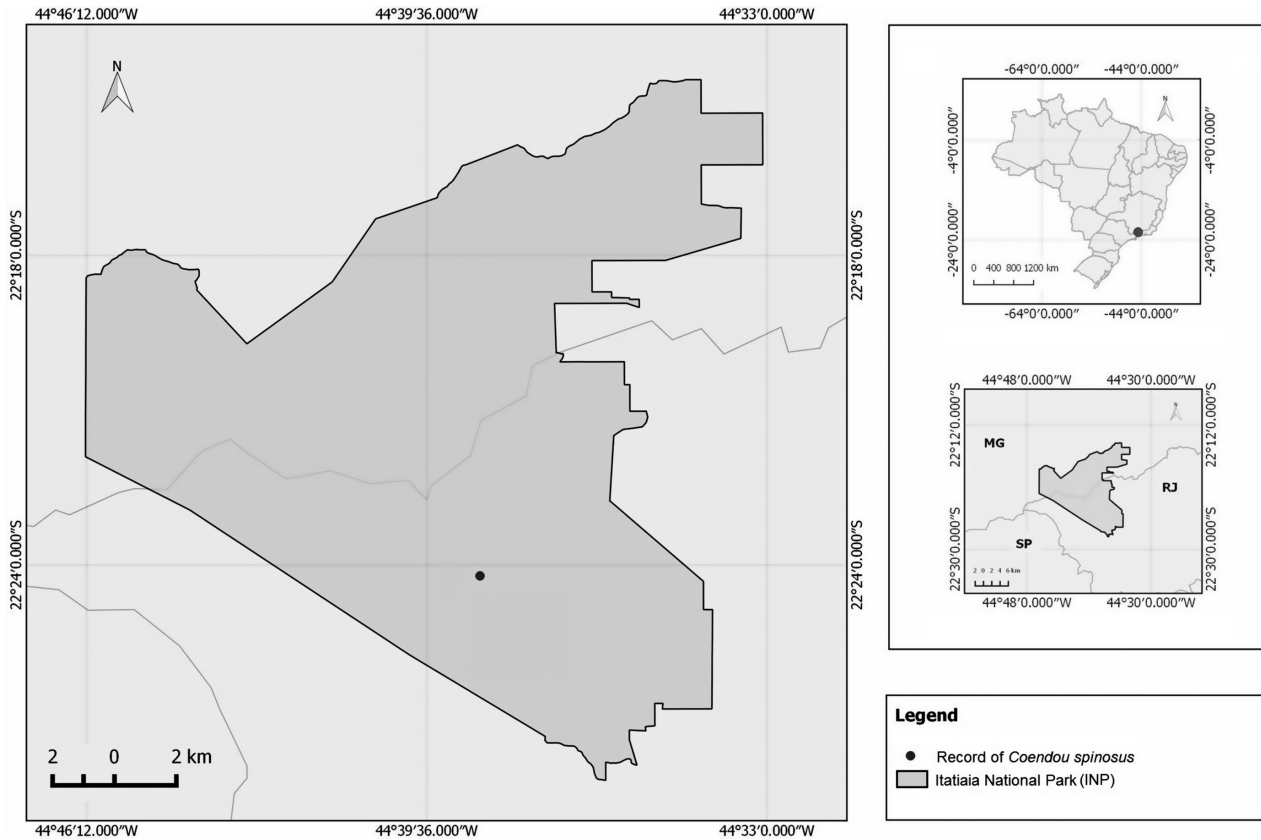 44°46′12.000″W 44°39′36.000″W 44°33′0.000″W
N
22°18′0.000″S 22°18′0.000″S
22°24′0.000″S 22°24′0.000″S
2 0 2 km
44°46′12.000″W 44°39′36.000″W 44°33′0.000″W
-64°0′0.000″ -44°0′0.000″
N
-4°0′0.000″ -4°0′0.000″
-24°0′0.000″ -24°0′0.000″
0 400 800 1200 km
-64°0′0.000″ -44°0′0.000″
44°48′0.000″W 44°30′0.000″W
N
22°12′0.000″S 22°12′0.000″S
MG
RJ
SP
22°30′0.000″S 22°30′0.000″S
2 0 2 4 6 km
44°48′0.000″W 44°30′0.000″W
Legend
Record of Coendou spinosus
Itatiaia National Park (INP)